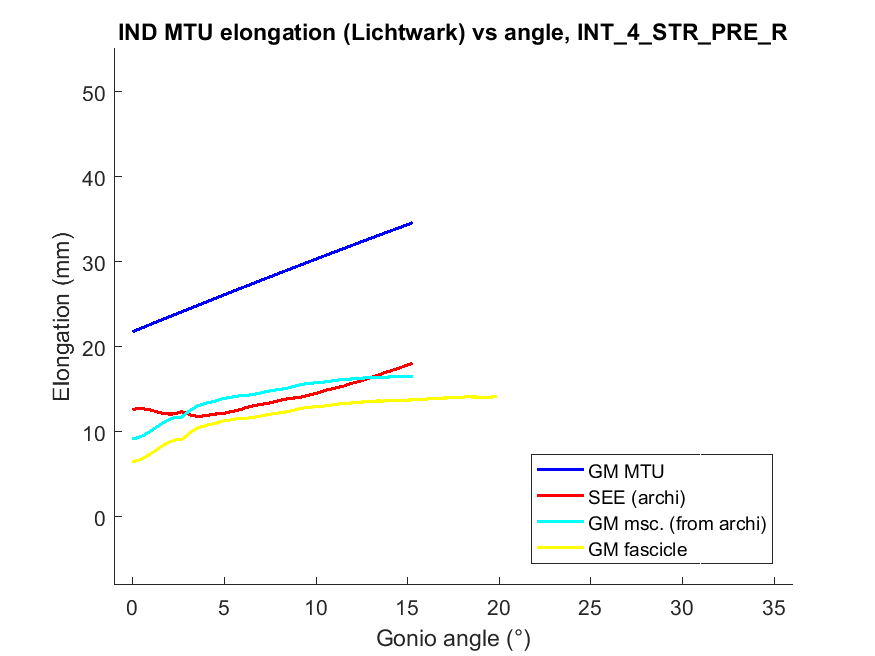 IND MTU elongation (Lichtwark) vs angle, INT_4_STR_PRE_R
Elongation (mm)
50
40
30
20
10
0
0 5 10 15 20 25 30 35
Gonio angle (°)
GM MTU
SEE (archi)
GM msc. (from archi)
GM fascicle